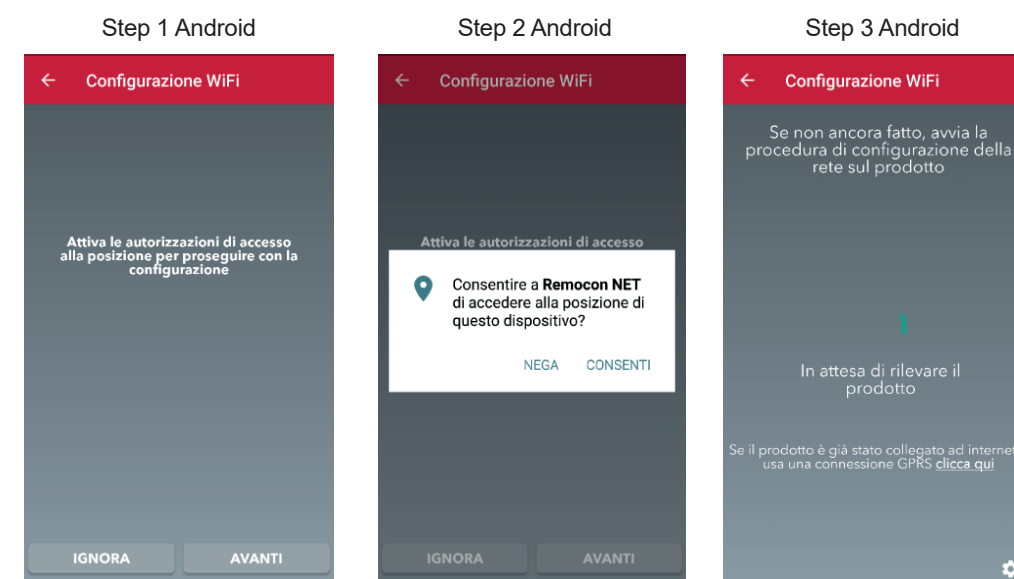 Step 1 Android
Configurazione WiFi
Attiva le autorizzazioni di accesso
alla posizione per proseguire con la
configurazione
IGNORA
AVANTI
Step 2 Android
Configurazione WiFi
Attiva le autorizzazioni di accesso
Consentire a Remocon NET
di accedere alla posizione di
questo dispositivo?
NEGA
CONSENTI
IGNORA
AVANTI
Step 3 Android
Configurazione WiFi
Se non ancora fatto, avvia la
procedura di configurazione della
rete sul prodotto
In attesa di rilevare il
prodotto
Se il prodotto è già stato collegato ad internet
usa una connessione GPRS clicca qui